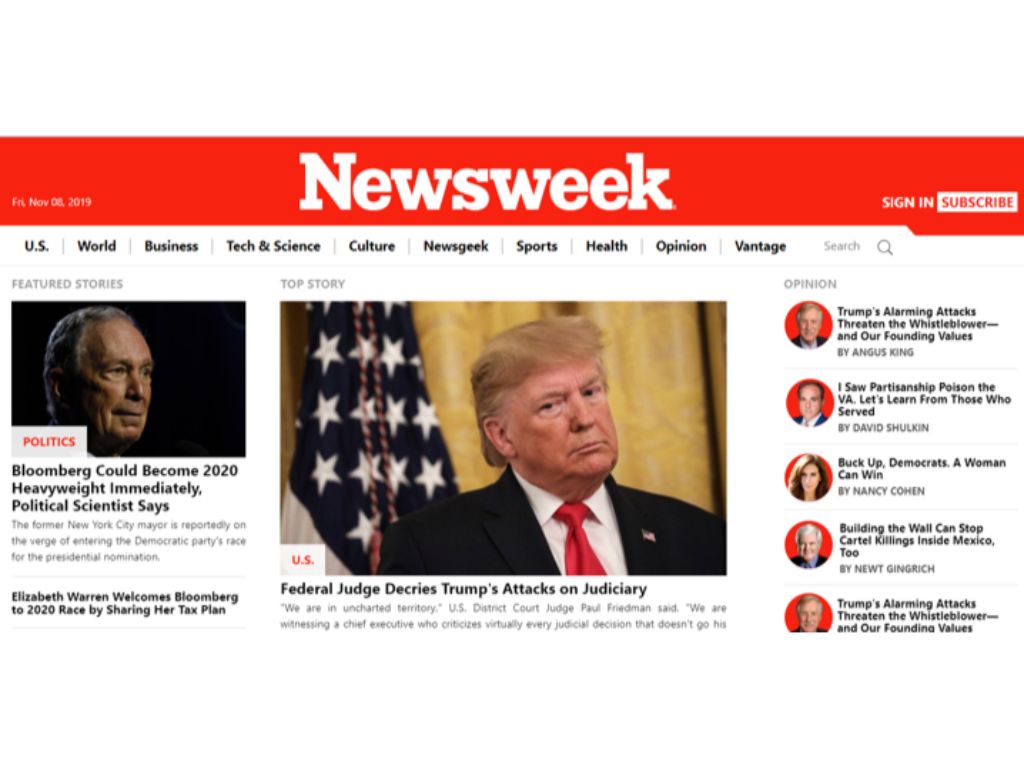 Newsweek
Fri, Nov 08, 2019
SIGN IN SUBSCRIBE
U.S. World Business Tech & Science Culture Newsgeek Sports Health Opinion Vantage Search
FEATURED STORIES
POLITICS
Bloomberg Could Become 2020
Heavyweight Immediately,
Political Scientist Says
The former New York City mayor is reportedly on
the verge of entering the Democratic party's race
for the presidential nomination.
Elizabeth Warren Welcomes Bloomberg
to 2020 Race by Sharing Her Tax Plan
TOP STORY
U.S.
Federal Judge Decries Trump's Attacks on Judiciary
"We are in uncharted territory." U.S. District Court Judge Paul Friedman said. "We are
witnessing a chief executive who criticizes virtually every judicial decision that doesn't go his
OPINION
Trump's Alarming Attacks
Threaten the Whistleblower—
and Our Founding Values
BY ANGUS KING
I Saw Partisanship Poison the
VA. Let's Learn From Those Who
Served
BY DAVID SHULKIN
Buck Up, Democrats. A Woman
Can Win
BY NANCY COHEN
Building the Wall Can Stop
Cartel Killings Inside Mexico,
Too
BY NEWT GINGRICH
Trump's Alarming Attacks
Threaten the Whistleblower—
and Our Founding Values